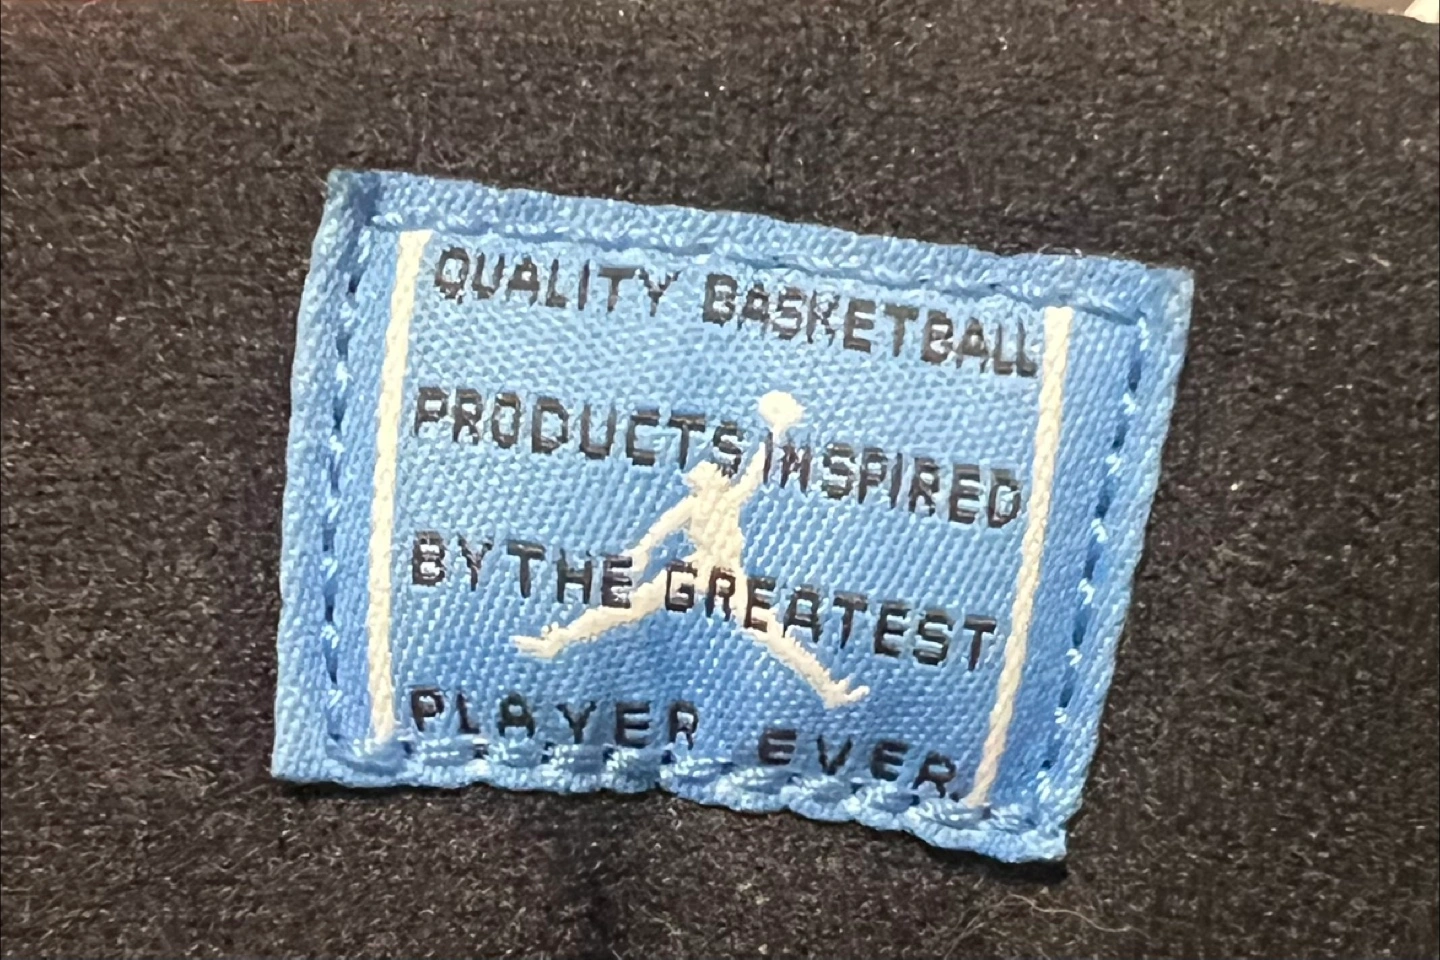 QUALITY BASKETBALL
PRODUCTS INSPIRED
BY THE GREATEST
PLAYER EVER.